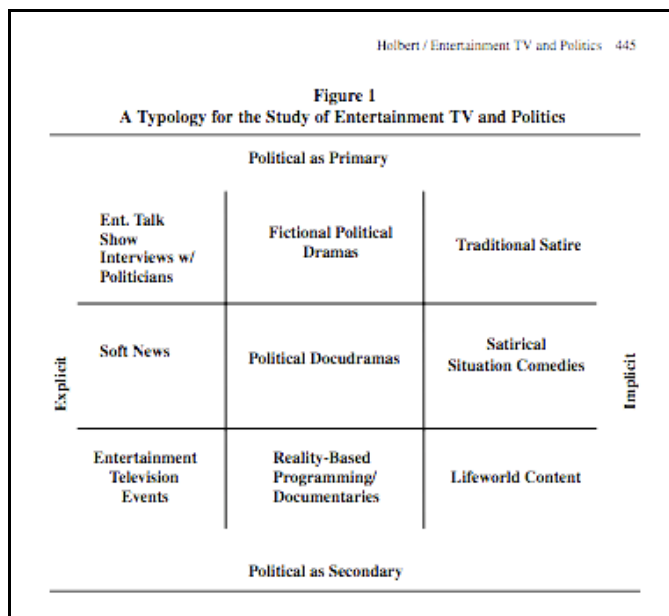 Holbert / Entertainment TV and Politics 445
Figure 1
A Typology for the Study of Entertainment TV and Politics
Political as Primary
Ent. Talk
Show
Interviews w/
Politicians
Fictional Political
Dramas
Traditional Satire
Explicit
Soft News
Political Docudramas
Satirical
Situation Comedies
Implicit
Entertainment
Television
Events
Reality-Based
Programming/
Documentaries
Lifeworld Content
Political as Secondary